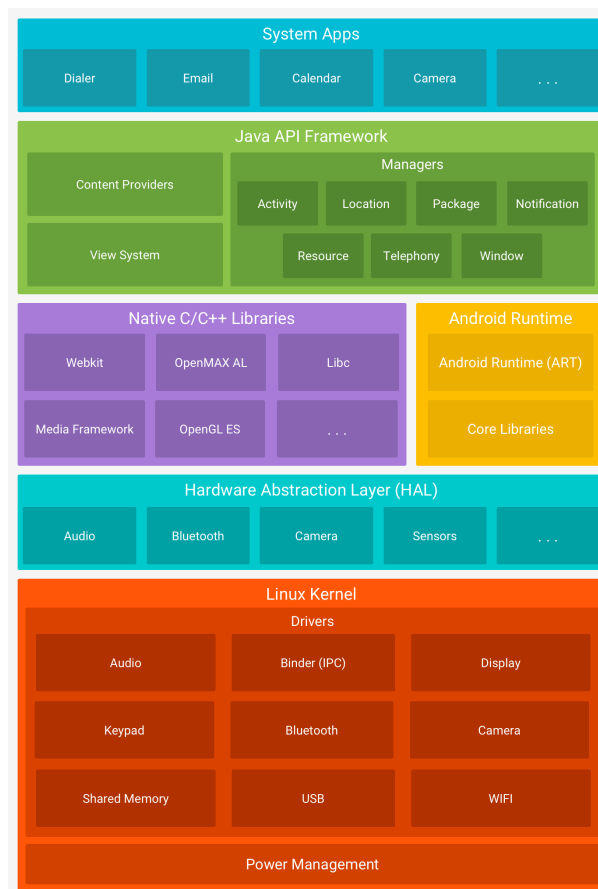 System Apps
Dialer
Email
Calendar
Camera
. . .
Java API Framework
Content Providers
View System
Managers
Activity
Location
Package
Notification
Resource
Telephony
Window
Native C/C++ Libraries
Webkit
OpenMAX AL
Libc
Media Framework
OpenGL ES
. . .
Android Runtime
Android Runtime (ART)
Core Libraries
Hardware Abstraction Layer (HAL)
Audio
Bluetooth
Camera
Sensors
. . .
Linux Kernel
Drivers
Audio
Binder (IPC)
Display
Keypad
Bluetooth
Camera
Shared Memory
USB
WIFI
Power Management